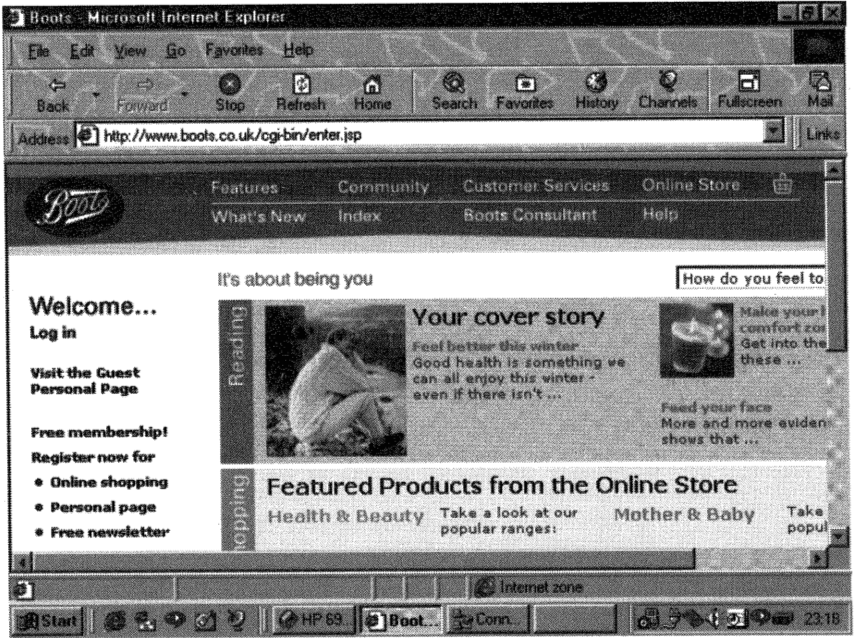 Boots - Microsoft Internet Explorer
File Edit View Go Favorites Help
Back Forward Stop Refresh Home Search Favorites History Channels Fullscreen Mail
Address http://www.boots.co.uk/cgi-bin/enter.jsp Links
Boots
Features Community Customer Services Online Store
What's New Index Boots Consultant Help
It's about being you
How do you feel to
Welcome...
Log in
Visit the Guest
Personal Page
Free membership!
Register now for
• Online shopping
• Personal page
• Free newsletter
Reading
Your cover story
Feel better this winter
Good health is something we
can all enjoy this winter -
even if there isn't ...
Make your h
comfort zon
Get into the
these ...
Feed your face
More and more eviden
shows that ...
opping
Featured Products from the Online Store
Health & Beauty
Take a look at our
popular ranges:
Mother & Baby
Take
popul
Internet zone
Start HP 69... Boot... Conn... 23:18